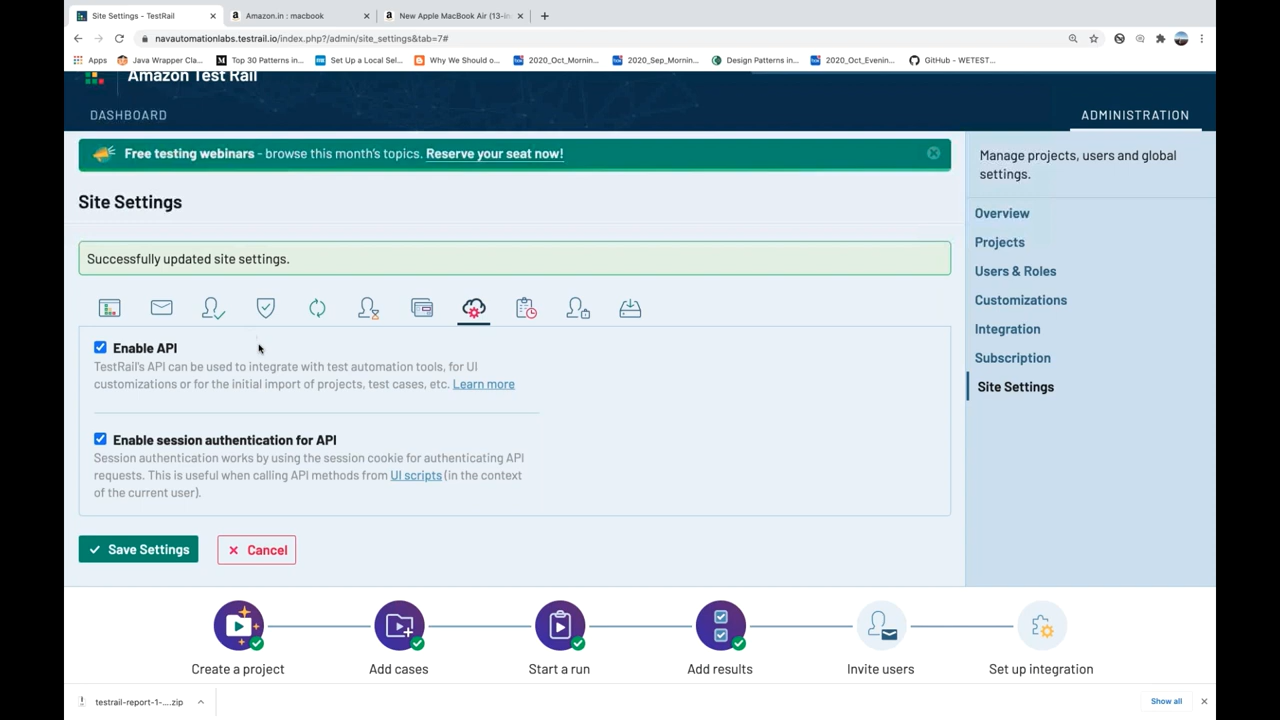 Site Settings - TestRail
Amazon.in : macbook
New Apple MacBook Air (13-in
navautomationlabs.testrail.io/index.php?/admin/site_settings&tab=7#
Apps
Java Wrapper Cla...
Top 30 Patterns in...
Set Up a Local Sel...
Why We Should o...
2020_Oct_Mornin...
2020_Sep_Mornin...
Design Patterns in...
2020_Oct_Evenin...
GitHub - WETEST...
Amazon Test Rail
DASHBOARD
ADMINISTRATION
Free testing webinars - browse this month's topics. Reserve your seat now!
Manage projects, users and global
settings.
Site Settings
Overview
Projects
Users & Roles
Customizations
Integration
Subscription
Site Settings
Successfully updated site settings.
Enable API
TestRail's API can be used to integrate with test automation tools, for UI
customizations or for the initial import of projects, test cases, etc. Learn more
Enable session authentication for API
Session authentication works by using the session cookie for authenticating API
requests. This is useful when calling API methods from UI scripts (in the context
of the current user).
Save Settings
Cancel
Create a project
Add cases
Start a run
Add results
Invite users
Set up integration
testrail-report-1-....zip
Show all